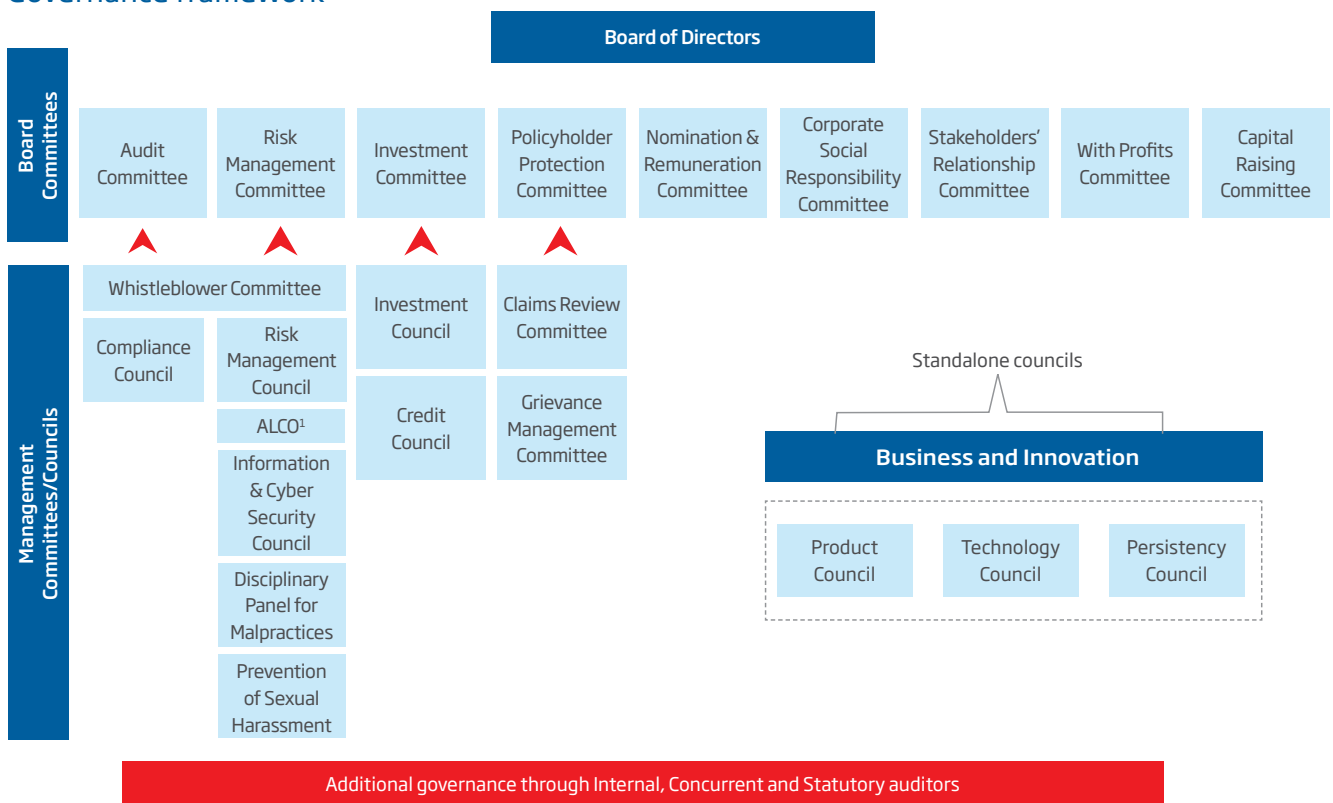 Governance framework
Board of Directors
Board
Committees
Audit
Committee
Risk
Management
Committee
Investment
Committee
Policyholder
Protection
Committee
Nomination &
Remuneration
Committee
Corporate
Social
Responsibility
Committee
Stakeholders'
Relationship
Committee
With Profits
Committee
Capital
Raising
Committee
Management
Committees/Councils
Whistleblower Committee
Compliance
Council
Risk
Management
Council
ALCO¹
Information
& Cyber
Security
Council
Disciplinary
Panel for
Malpractices
Prevention
of Sexual
Harassment
Investment
Council
Credit
Council
Claims Review
Committee
Grievance
Management
Committee
Standalone councils
Business and Innovation
Product
Council
Technology
Council
Persistency
Council
Additional governance through Internal, Concurrent and Statutory auditors